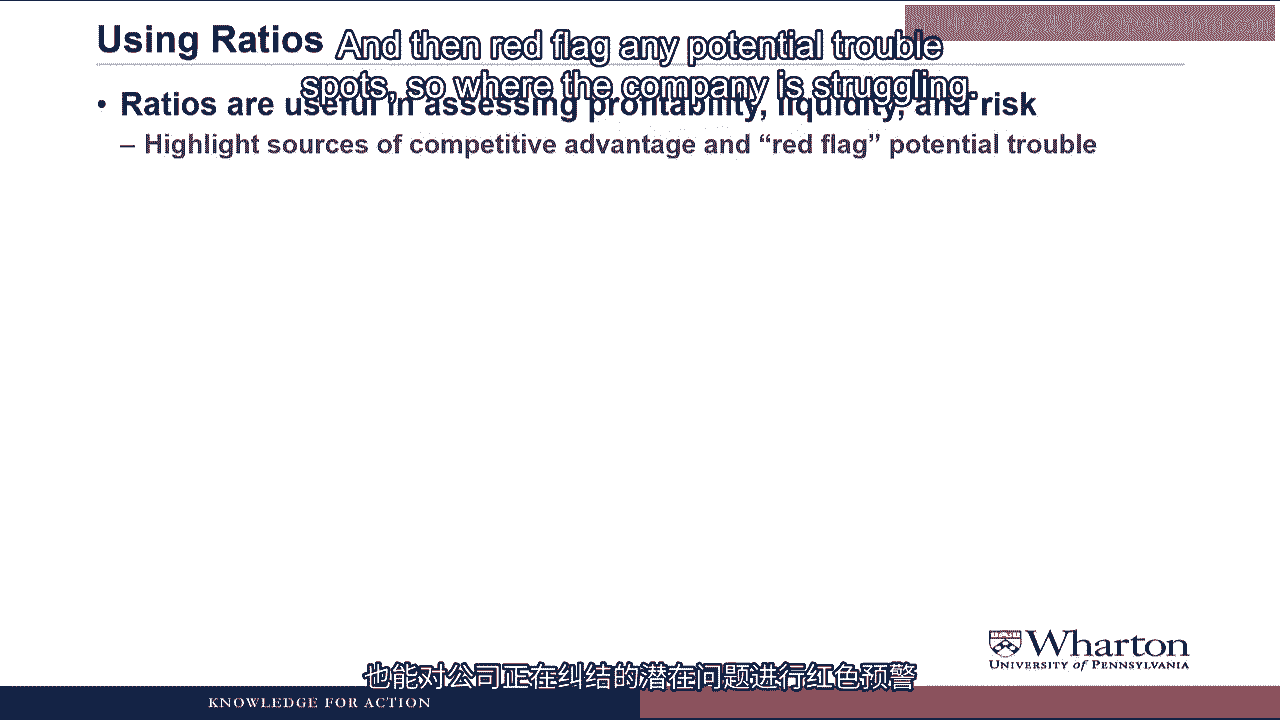 Using Ratios
And then red flag any potential trouble
spots, so where the company is struggling.
• Ratios are useful in assessing profitability, liquidity, and risk
– Highlight sources of competitive advantage and “red flag” potential trouble
Wharton
UNIVERSITY of PENNSYLVANIA
也能对公司正在纠结的潜在问题进行红色预警
KNOWLEDGE FOR ACTION